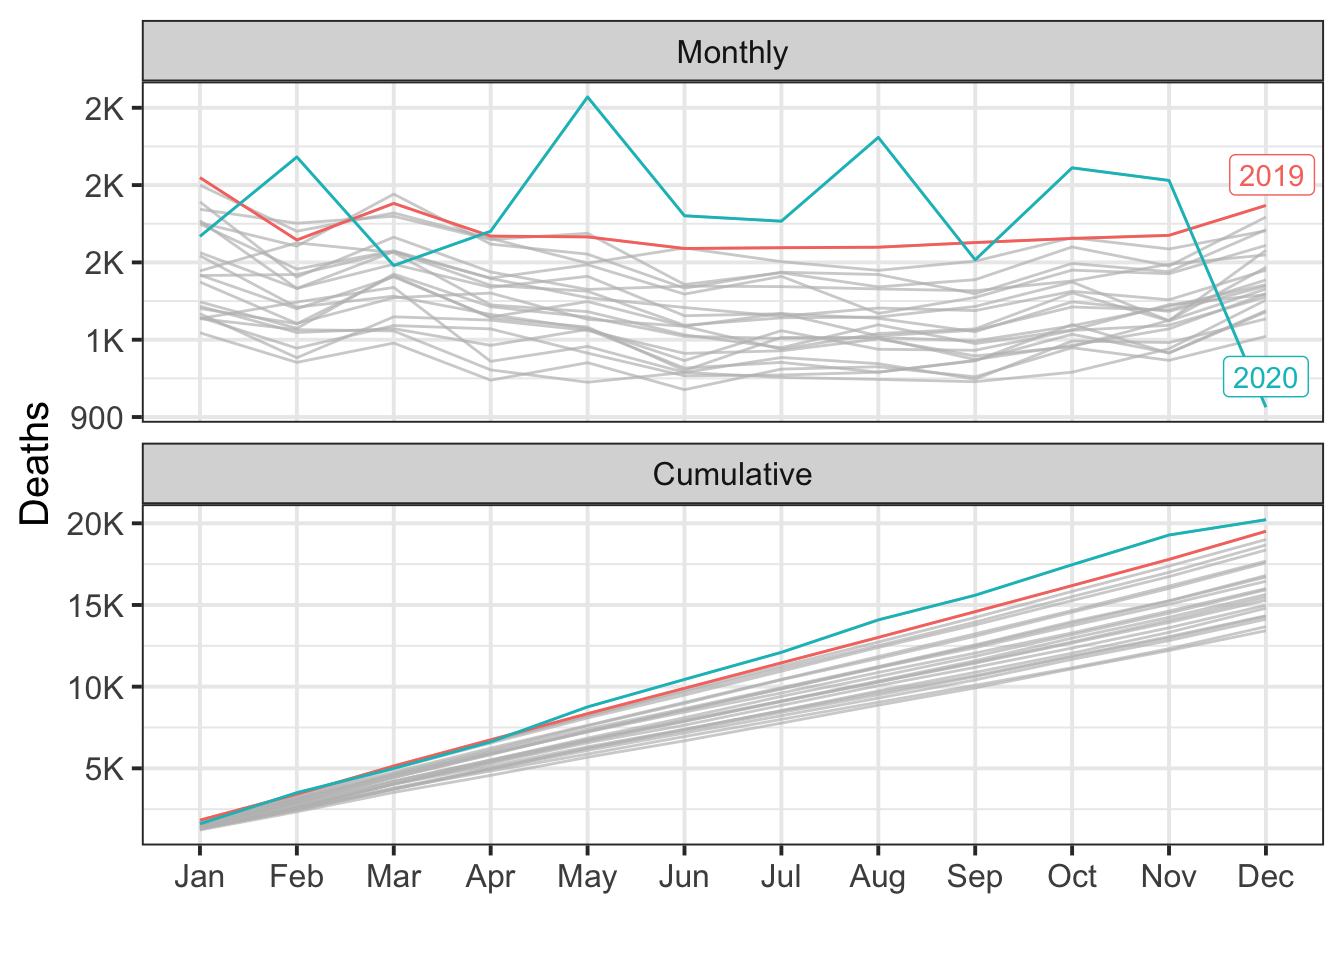 Monthly
2K
2K
2K
1K
900
2019
2020
Deaths
Cumulative
20K
15K
10K
5K
Jan Feb Mar Apr May Jun Jul Aug Sep Oct Nov Dec